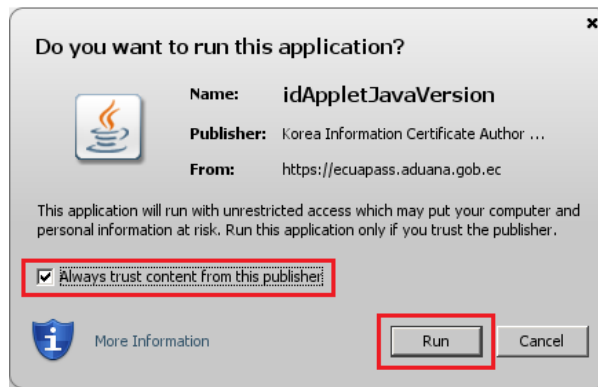 Do you want to run this application?
Name: idAppletJavaVersion
Publisher: Korea Information Certificate Author ...
From: https://ecuapass.aduana.gob.ec
This application will run with unrestricted access which may put your computer and
personal information at risk. Run this application only if you trust the publisher.
Always trust content from this publisher
More Information
Run Cancel